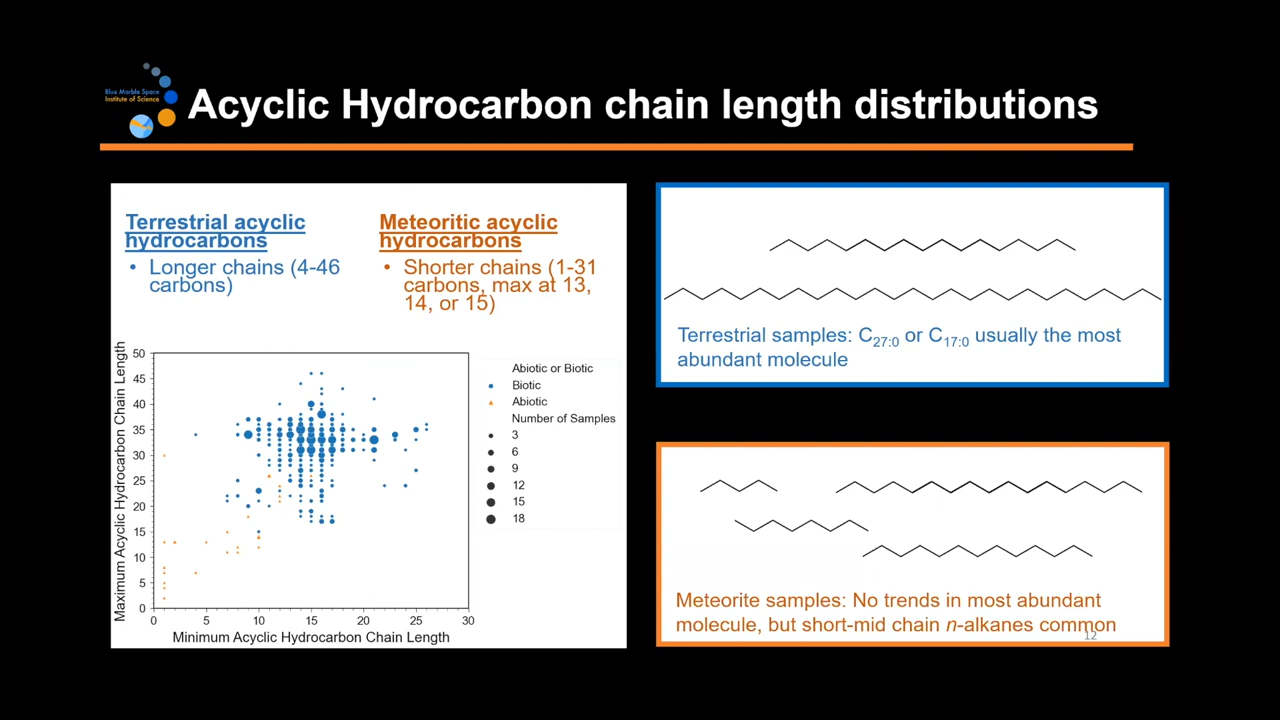 Blue Marble Space
Institute of Science
Acyclic Hydrocarbon chain length distributions
Terrestrial acyclic
hydrocarbons
• Longer chains (4-46
carbons)
Meteoritic acyclic
hydrocarbons
• Shorter chains (1-31
carbons, max at 13,
14, or 15)
Maximum Acyclic Hydrocarbon Chain Length
50
45
40
35
30
25
20
15
10
5
0
0 5 10 15 20 25 30
Minimum Acyclic Hydrocarbon Chain Length
Abiotic or Biotic
Biotic
Abiotic
Number of Samples
3
6
9
12
15
18
Terrestrial samples: C27:0 or C17:0 usually the most
abundant molecule
Meteorite samples: No trends in most abundant
molecule, but short-mid chain n-alkanes common
12